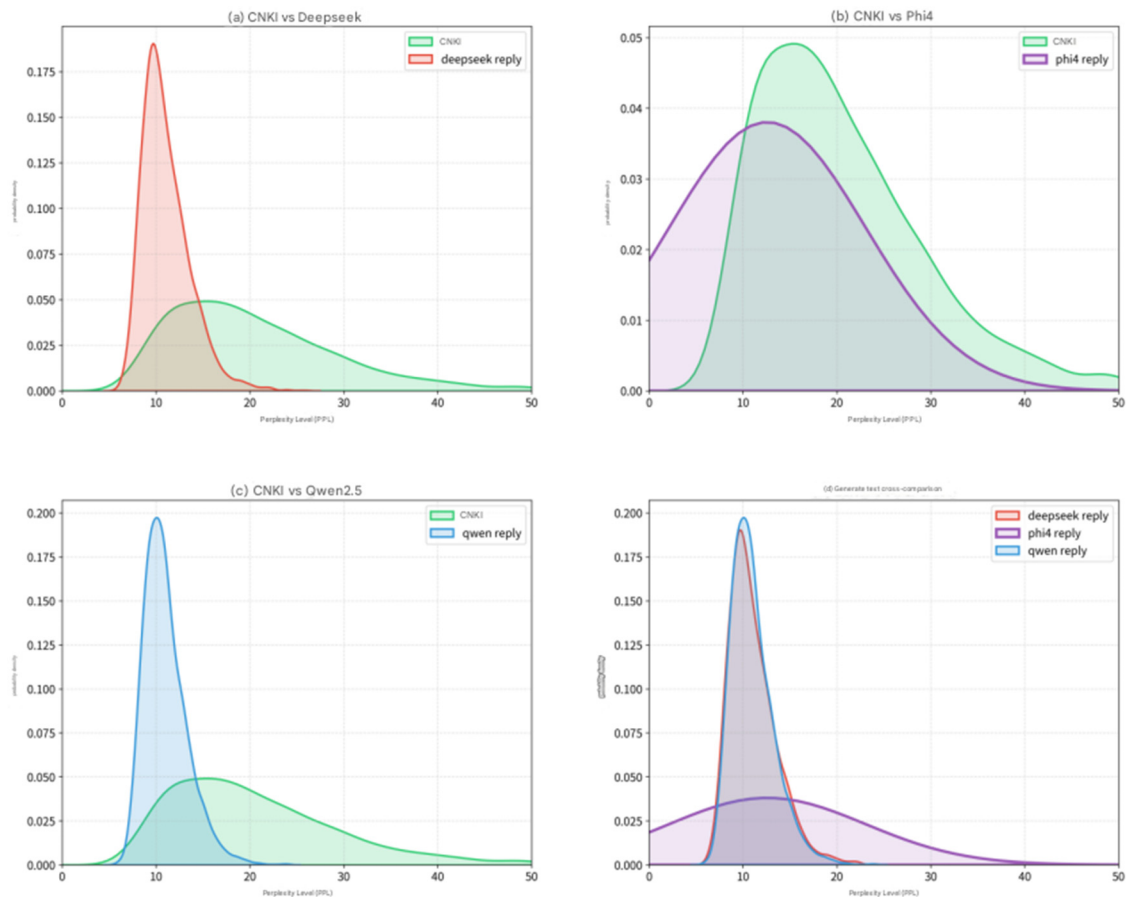 (a) CNKI vs Deepseek
CNKI
deepseek reply
0.175
0.150
0.125
0.100
0.075
0.050
0.025
0.000
probability density
0 10 20 30 40 50
Perplexity Level (PPL)
(b) CNKI vs Phi4
CNKI
phi4 reply
0.05
0.04
0.03
0.02
0.01
0.00
probability density
0 10 20 30 40 50
Perplexity Level (PPL)
(c) CNKI vs Qwen2.5
CNKI
qwen reply
0.200
0.175
0.150
0.125
0.100
0.075
0.050
0.025
0.000
probability density
0 10 20 30 40 50
Perplexity Level (PPL)
(d) Generate text cross-comparison
deepseek reply
phi4 reply
qwen reply
0.200
0.175
0.150
0.125
0.100
0.075
0.050
0.025
0.000
0 10 20 30 40 50
Perplexity Level (PPL)